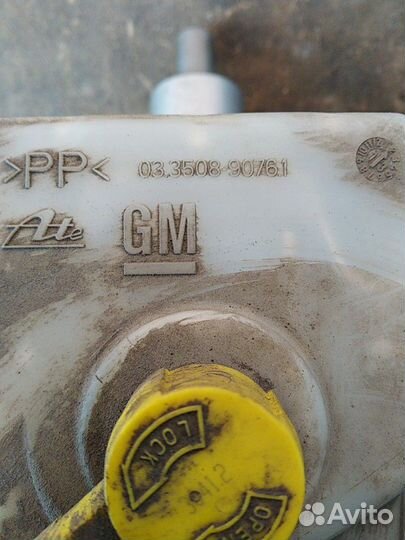 >PP< 03.3508-9076.1
Ate GM
LOCK
OPEN
Avito